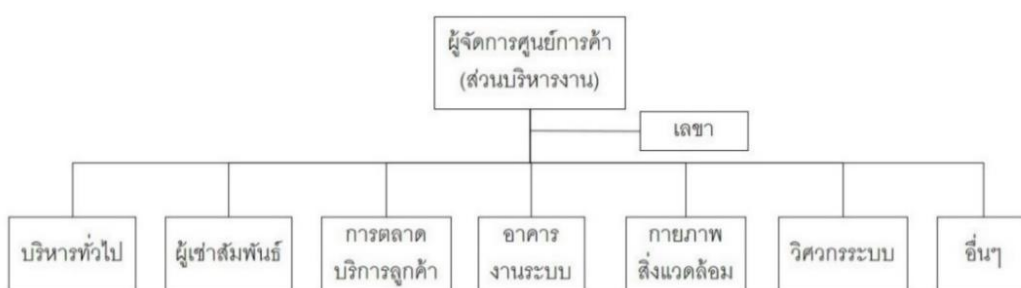 ผู้จัดการศูนย์การค้า
(ส่วนบริหารงาน)
เลขา
บริหารทั่วไป
ผู้เช่าสัมพันธ์
การตลาด
บริการลูกค้า
อาคาร
งานระบบ
กายภาพ
สิ่งแวดล้อม
วิศวกรระบบ
อื่นๆ